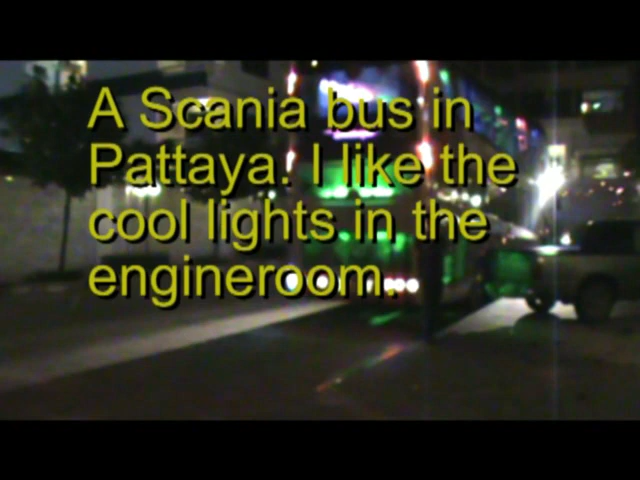 A Scania bus in
Pattaya. I like the
cool lights in the
engineroom.